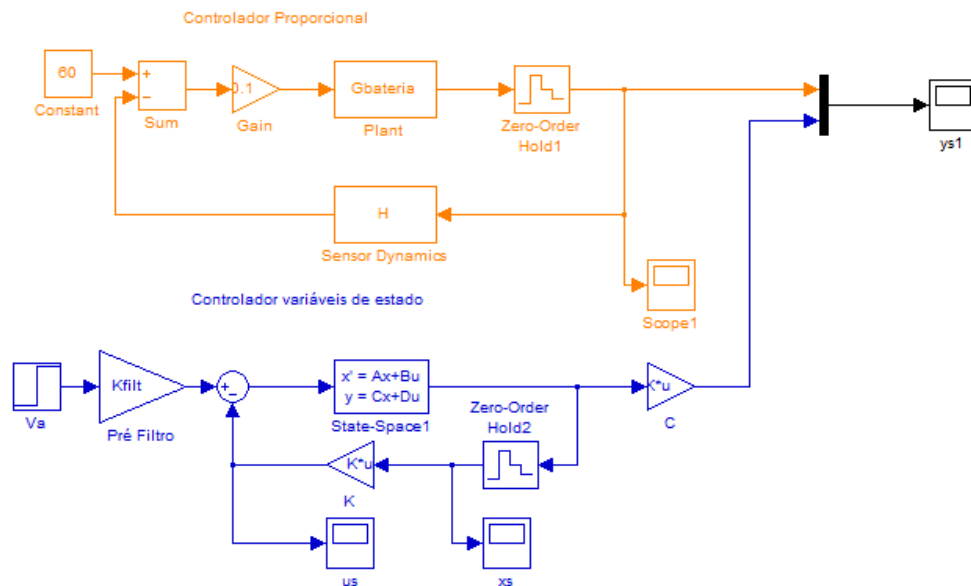 Controlador Proporcional
60
Constant
+
−
Sum
0.1
Gain
Gbateria
Plant
Zero-Order
Hold1
ys1
H
Sensor Dynamics
Scope1
Controlador variáveis de estado
Va
Kfilt
Pré Filtro
+
−
x' = Ax+Bu
y = Cx+Du
State-Space1
Zero-Order
Hold2
K*u
C
K*u
K
us
xs